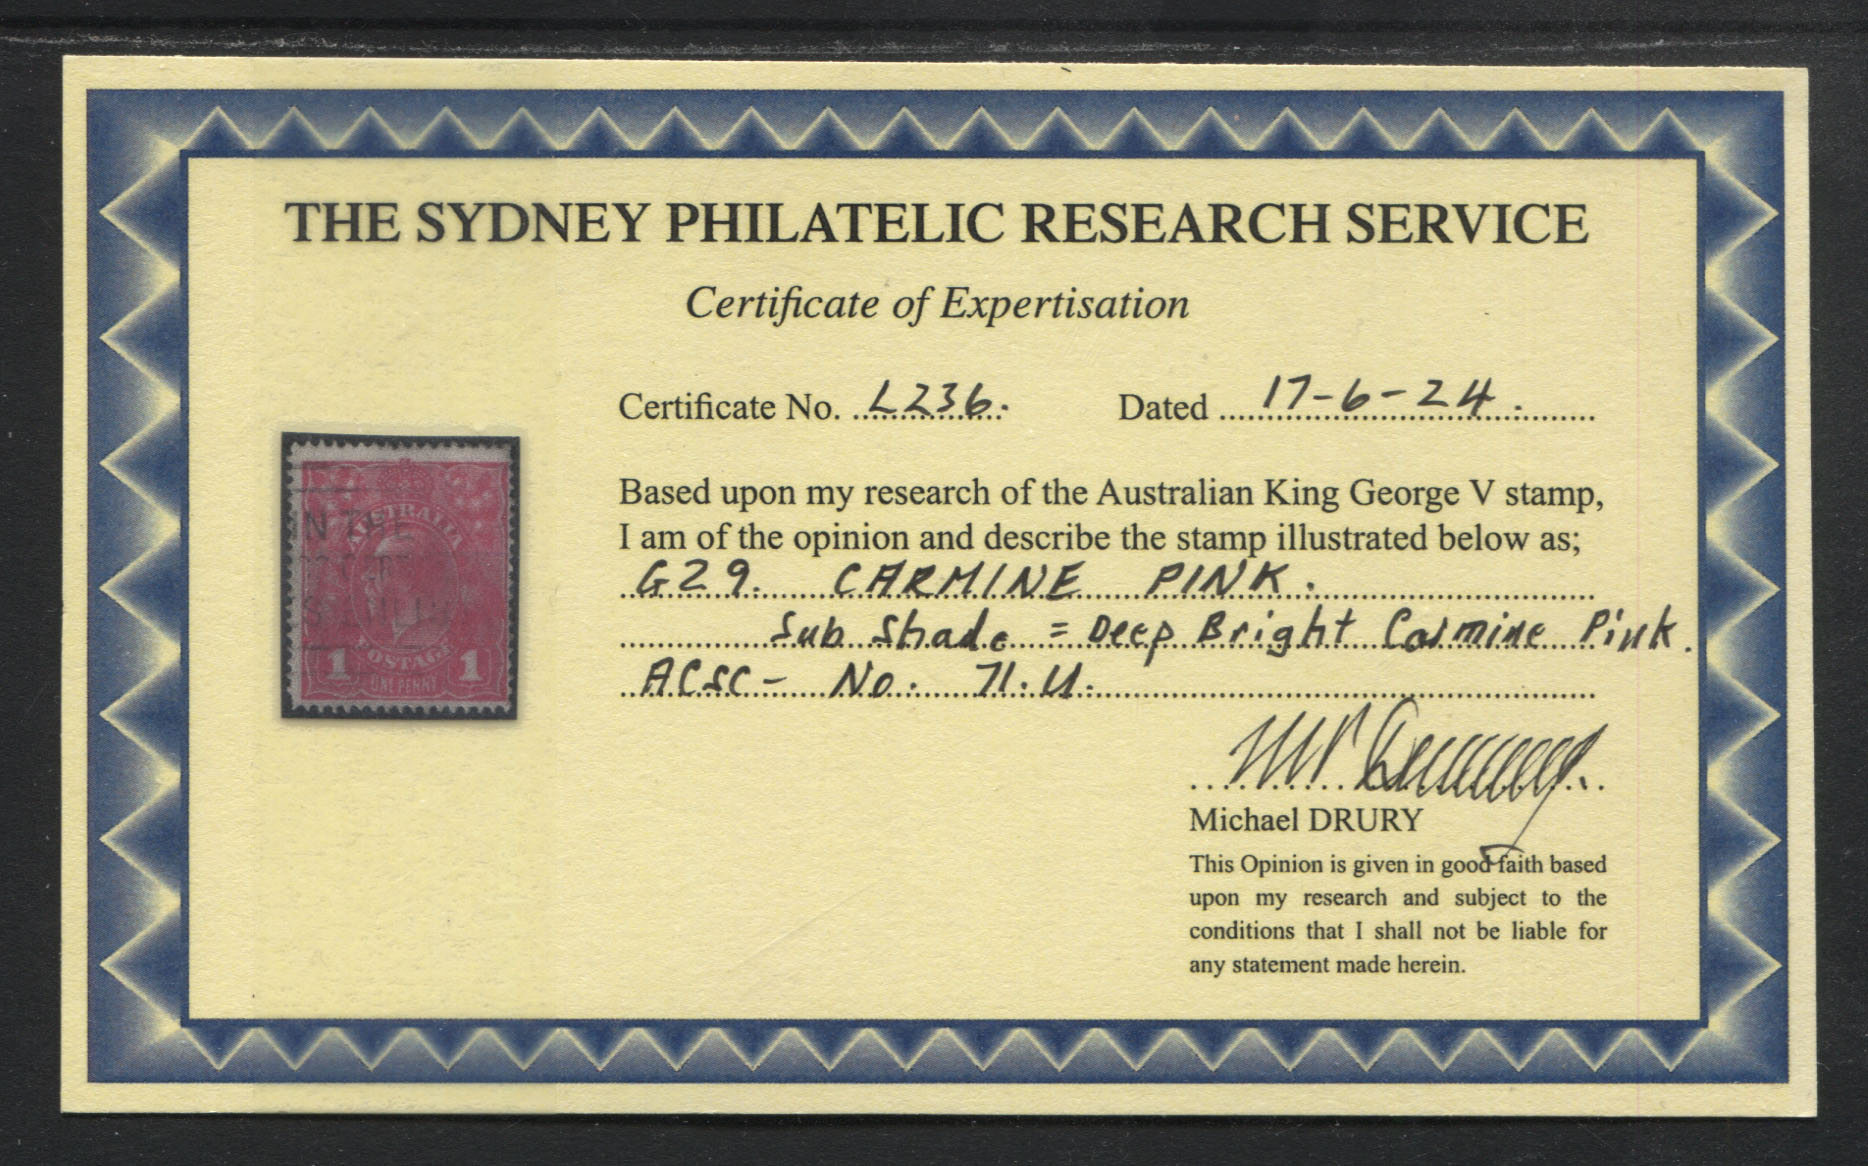 THE SYDNEY PHILATELIC RESEARCH SERVICE
Certificate of Expertisation
Certificate No. L236. Dated 17-6-24.
Based upon my research of the Australian King George V stamp,
I am of the opinion and describe the stamp illustrated below as;
G29. CARMINE PINK.
Sub Shade = Deep Bright Carmine Pink.
ACSC- No. 71.U.
Michael DRURY
This Opinion is given in good faith based
upon my research and subject to the
conditions that I shall not be liable for
any statement made herein.
AUSTRALIA
N THE
POSTAGE
1 1
ONE PENNY